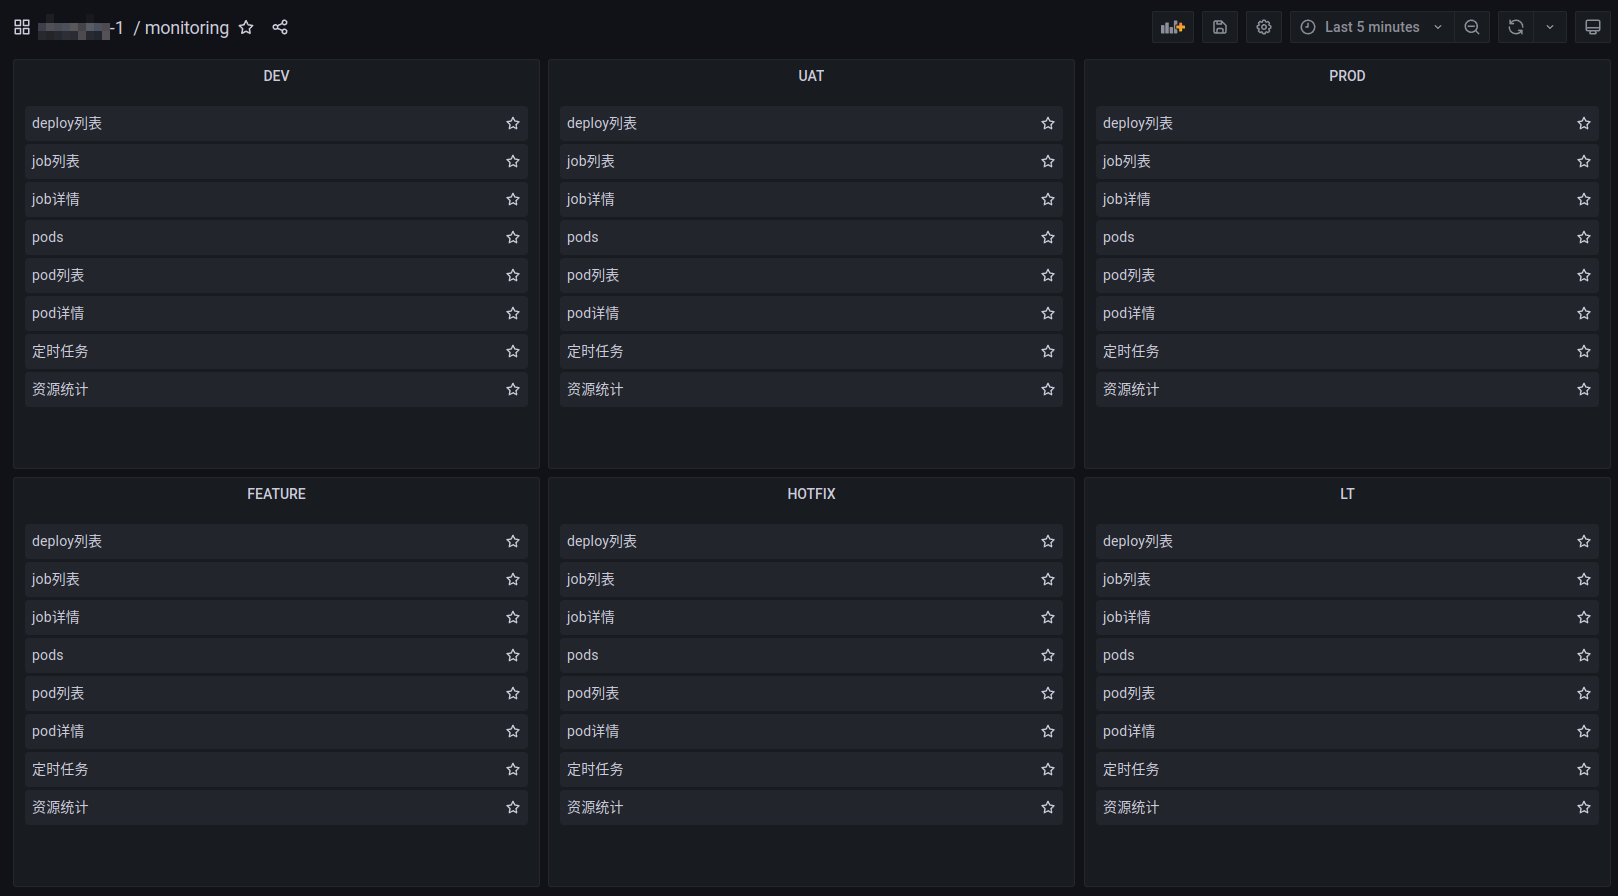 -1 / monitoring
Last 5 minutes
DEV
deploy列表
job列表
job详情
pods
pod列表
pod详情
定时任务
资源统计
UAT
deploy列表
job列表
job详情
pods
pod列表
pod详情
定时任务
资源统计
PROD
deploy列表
job列表
job详情
pods
pod列表
pod详情
定时任务
资源统计
FEATURE
deploy列表
job列表
job详情
pods
pod列表
pod详情
定时任务
资源统计
HOTFIX
deploy列表
job列表
job详情
pods
pod列表
pod详情
定时任务
资源统计
LT
deploy列表
job列表
job详情
pods
pod列表
pod详情
定时任务
资源统计